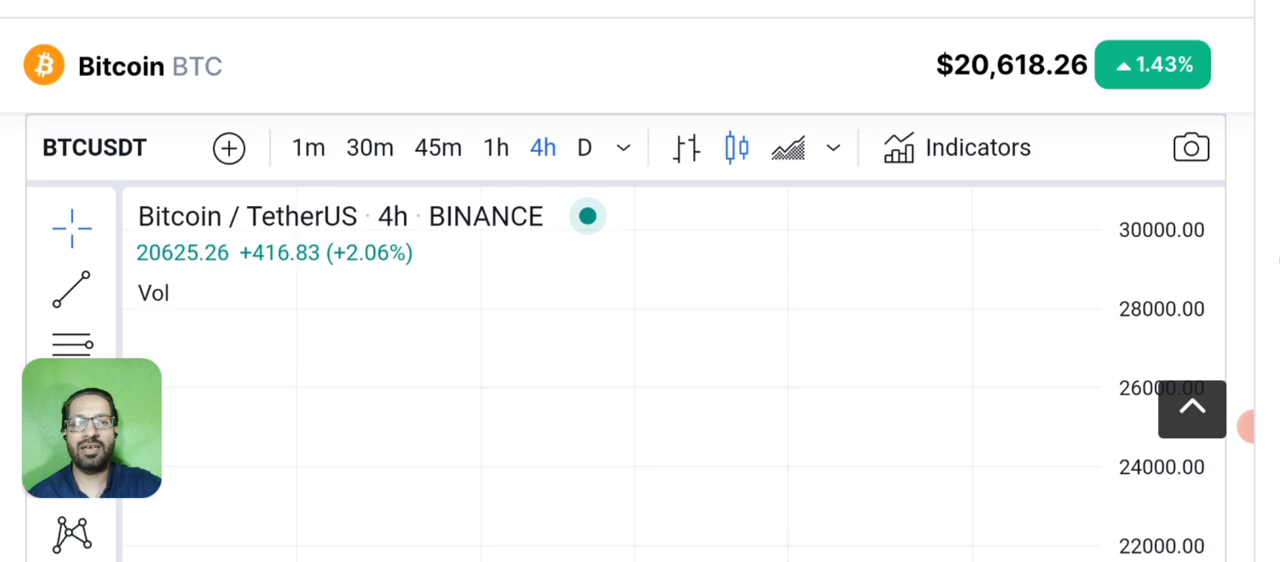 Bitcoin BTC
$20,618.26 ▲1.43%
BTCUSDT 1m 30m 45m 1h 4h D Indicators
Bitcoin / TetherUS · 4h · BINANCE
20625.26 +416.83 (+2.06%)
Vol
30000.00
28000.00
26000.00
24000.00
22000.00